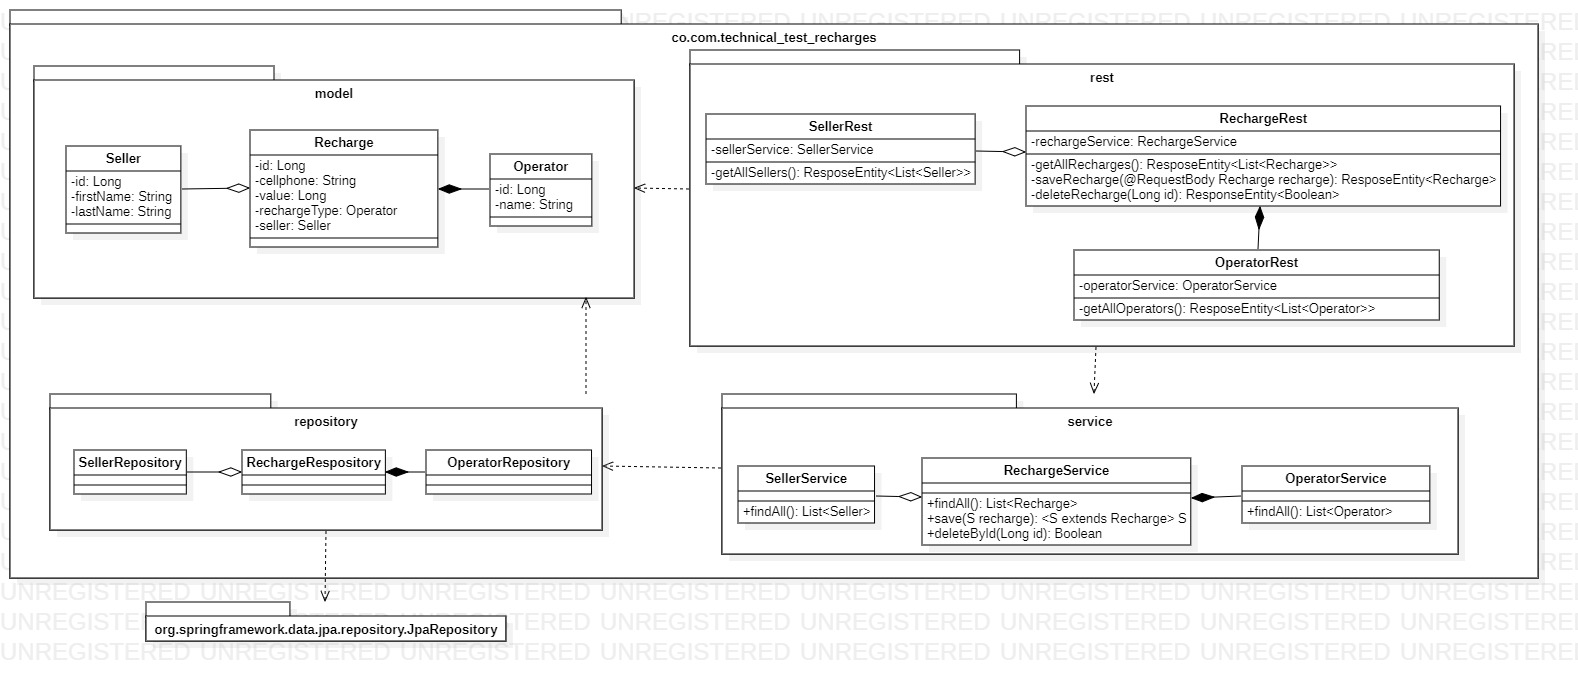 co.com.technical_test_recharges
model
Seller
-id: Long
-firstName: String
-lastName: String
Recharge
-id: Long
-cellphone: String
-value: Long
-rechargeType: Operator
-seller: Seller
Operator
-id: Long
-name: String
rest
SellerRest
-sellerService: SellerService
-getAllSellers(): ResposeEntity<List<Seller>>
RechargeRest
-rechargeService: RechargeService
-getAllRecharges(): ResposeEntity<List<Recharge>>
-saveRecharge(@RequestBody Recharge recharge): ResposeEntity<Recharge>
-deleteRecharge(Long id): ResponseEntity<Boolean>
OperatorRest
-operatorService: OperatorService
-getAllOperators(): ResposeEntity<List<Operator>>
repository
SellerRepository
RechargeRespository
OperatorRepository
service
SellerService
+findAll(): List<Seller>
RechargeService
+findAll(): List<Recharge>
+save(S recharge): <S extends Recharge> S
+deleteById(Long id): Boolean
OperatorService
+findAll(): List<Operator>
org.springframework.data.jpa.repository.JpaRepository
UNREGISTERED UNREGISTERED UNREGISTERED UNREGISTERED UNREGISTERED UNREGISTERED UNREGISTERED